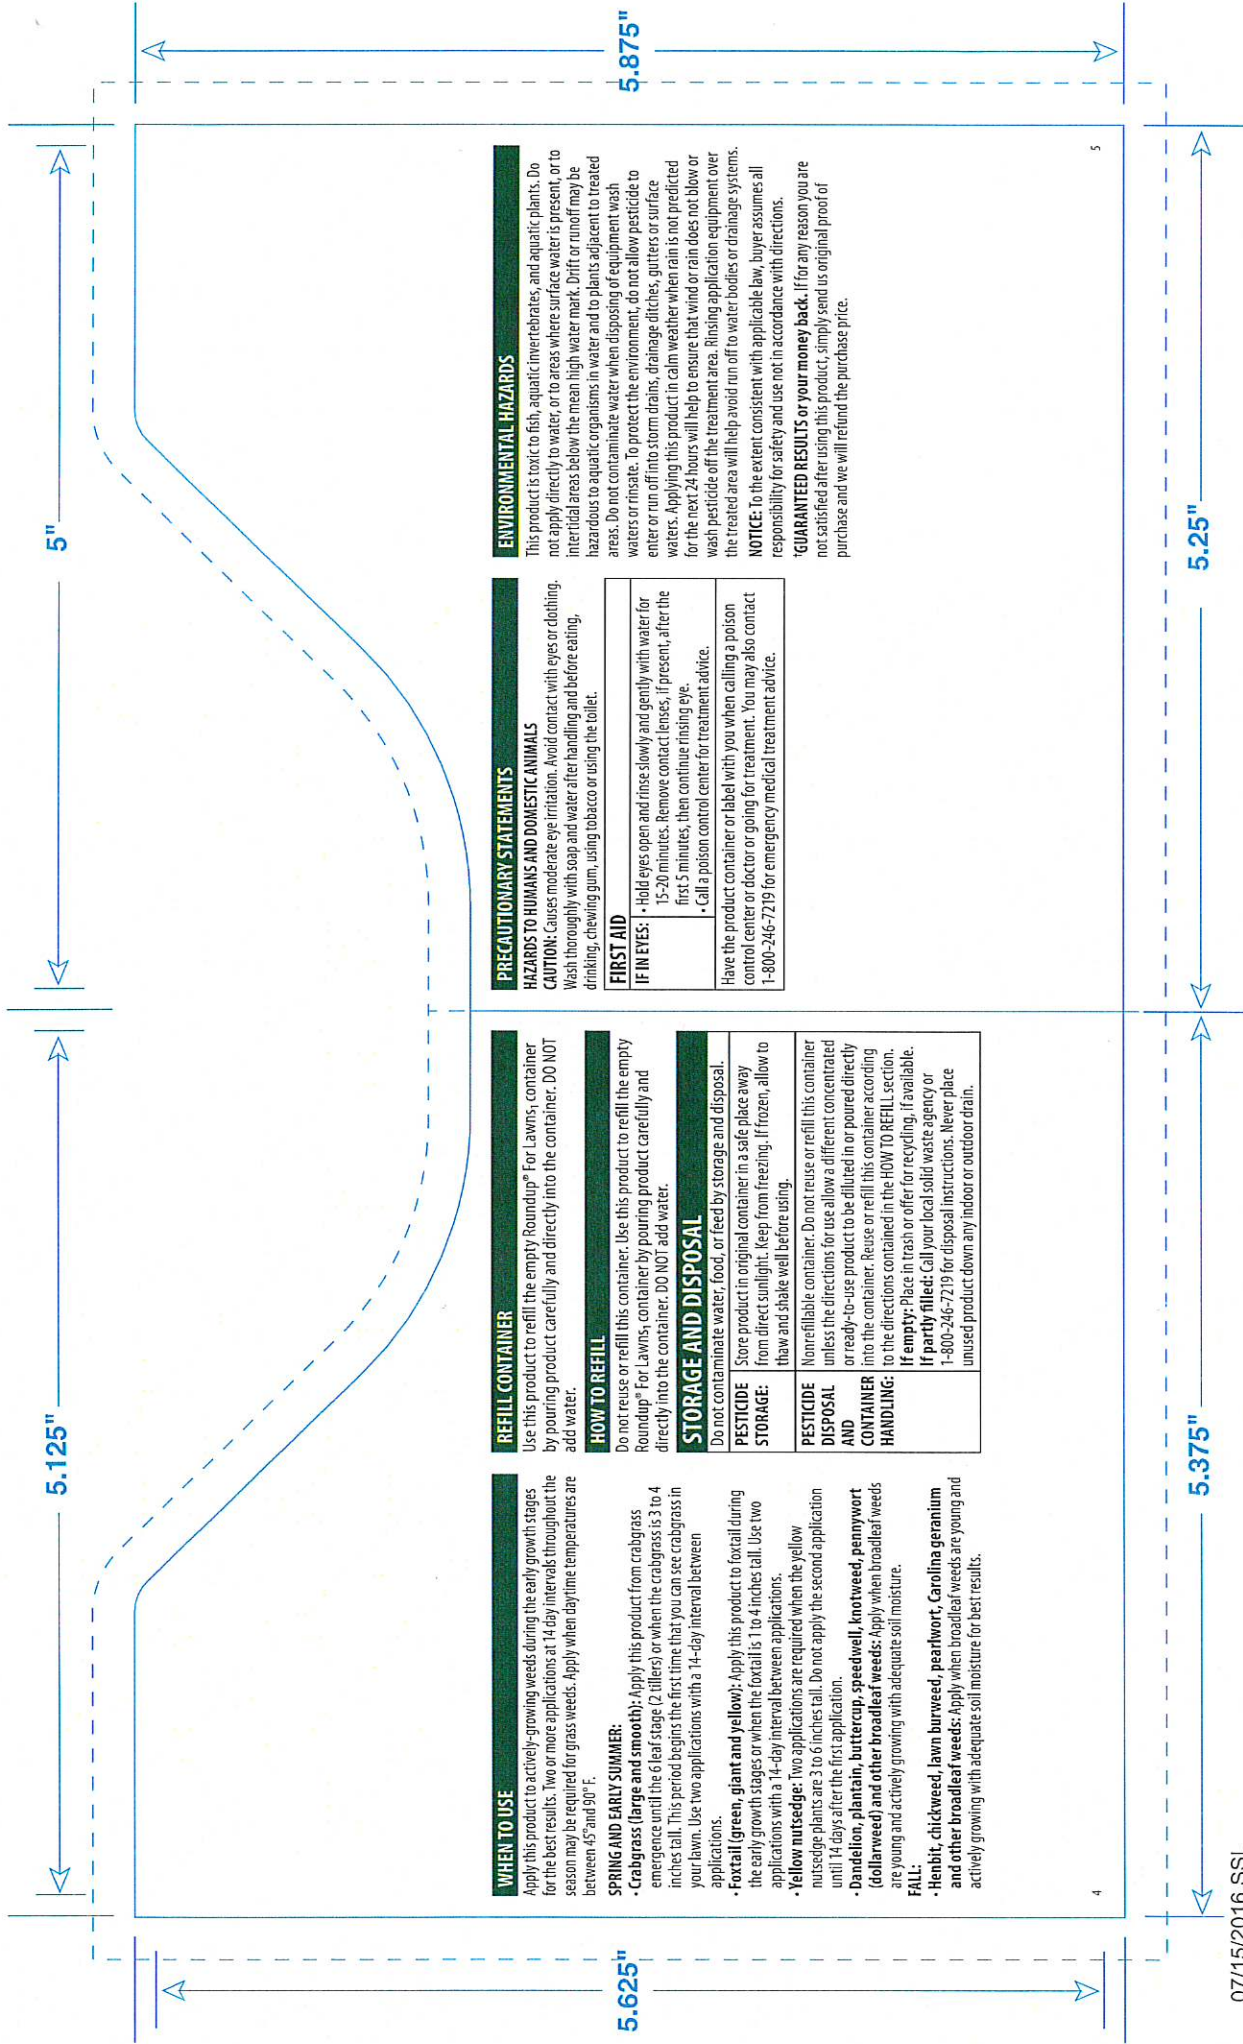 5.125"
5"
WHEN TO USE
Apply this product to actively-growing weeds during the early growth stages
for the best results. Two or more applications at 14 day intervals throughout the
season may be required for grass weeds. Apply when daytime temperatures are
between 45°and 90° F.
SPRING AND EARLY SUMMER:
• Crabgrass (large and smooth): Apply this product from crabgrass
emergence until the 6 leaf stage (2 tillers) or when the crabgrass is 3 to 4
inches tall. This period begins the first time that you can see crabgrass in
your lawn. Use two applications with a 14-day interval between
applications.
• Foxtail (green, giant and yellow): Apply this product to foxtail during
the early growth stages or when the foxtail is 1 to 4 inches tall. Use two
applications with a 14-day interval between applications.
• Yellow nutsedge: Two applications are required when the yellow
nutsedge plants are 3 to 6 inches tall. Do not apply the second application
until 14 days after the first application.
• Dandelion, plantain, buttercup, speedwell, knotweed, pennywort
(dollarweed) and other broadleaf weeds: Apply when broadleaf weeds
are young and actively growing with adequate soil moisture.
FALL:
• Henbit, chickweed, lawn burweed, pearlwort, Carolina geranium
and other broadleaf weeds: Apply when broadleaf weeds are young and
actively growing with adequate soil moisture for best results.
4
REFILL CONTAINER
Use this product to refill the empty Roundup® For Lawns, container
by pouring product carefully and directly into the container. DO NOT
add water.
HOW TO REFILL
Do not reuse or refill this container. Use this product to refill the empty
Roundup® For Lawns, container by pouring product carefully and
directly into the container. DO NOT add water.
STORAGE AND DISPOSAL
Do not contaminate water, food, or feed by storage and disposal.
PESTICIDE STORAGE:
Store product in original container in a safe place away
from direct sunlight. Keep from freezing. If frozen, allow to
thaw and shake well before using.
PESTICIDE
DISPOSAL
AND
CONTAINER
HANDLING:
Nonrefillable container. Do not reuse or refill this container
unless the directions for use allow a different concentrated
or ready-to-use product to be diluted in or poured directly
into the container. Reuse or refill this container according
to the directions contained in the HOW TO REFILL section.
If empty: Place in trash or offer for recycling, if available.
If partly filled: Call your local solid waste agency or
1-800-246-7219 for disposal instructions. Never place
unused product down any indoor or outdoor drain.
PRECAUTIONARY STATEMENTS
HAZARDS TO HUMANS AND DOMESTIC ANIMALS
CAUTION: Causes moderate eye irritation. Avoid contact with eyes or clothing.
Wash thoroughly with soap and water after handling and before eating,
drinking, chewing gum, using tobacco or using the toilet.
FIRST AID
IF IN EYES:
• Hold eyes open and rinse slowly and gently with water for
15-20 minutes. Remove contact lenses, if present, after the
first 5 minutes, then continue rinsing eye.
• Call a poison control center for treatment advice.
Have the product container or label with you when calling a poison
control center or doctor or going for treatment. You may also contact
1-800-246-7219 for emergency medical treatment advice.
ENVIRONMENTAL HAZARDS
This product is toxic to fish, aquatic invertebrates, and aquatic plants. Do
not apply directly to water, or to areas where surface water is present, or to
intertidal areas below the mean high water mark. Drift or runoff may be
hazardous to aquatic organisms in water and to plants adjacent to treated
areas. Do not contaminate water when disposing of equipment wash
waters or rinsate. To protect the environment, do not allow pesticide to
enter or run off into storm drains, drainage ditches, gutters or surface
waters. Applying this product in calm weather when rain is not predicted
for the next 24 hours will help to ensure that wind or rain does not blow or
wash pesticide off the treatment area. Rinsing application equipment over
the treated area will help avoid run off to water bodies or drainage systems.
NOTICE: To the extent consistent with applicable law, buyer assumes all
responsibility for safety and use not in accordance with directions.
†GUARANTEED RESULTS or your money back. If for any reason you are
not satisfied after using this product, simply send us original proof of
purchase and we will refund the purchase price.
5
5.625"
5.875"
5.375"
5.25"
07/15/2016 SSL